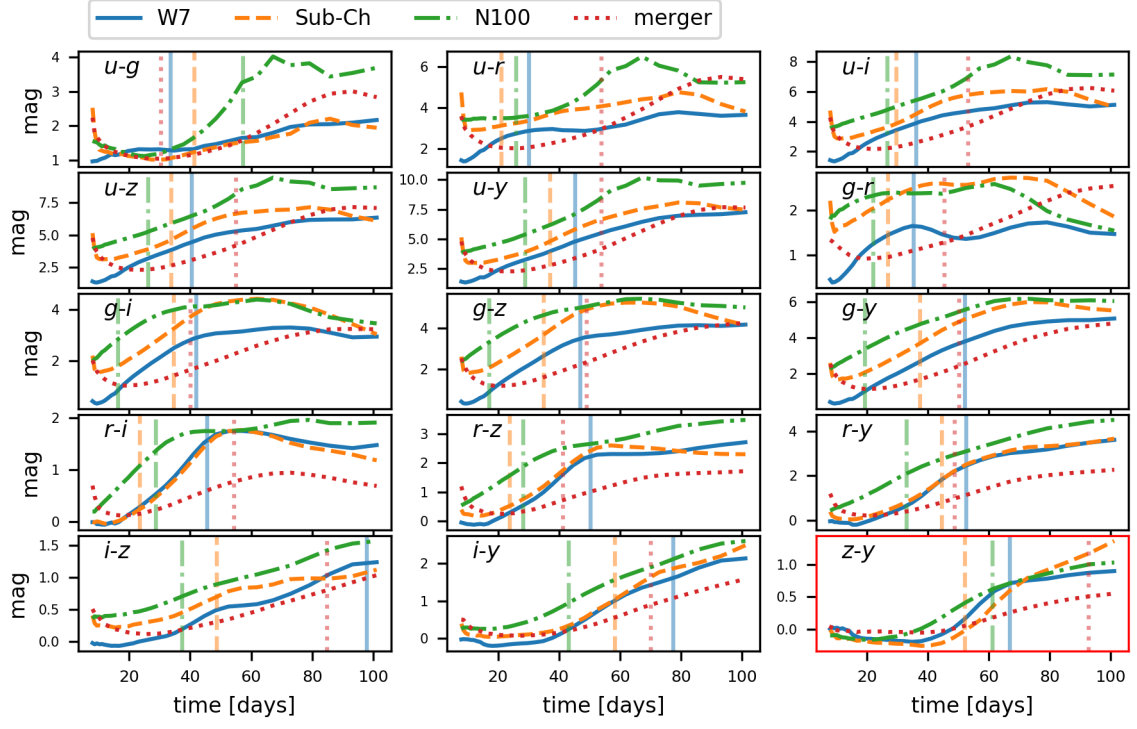 W7 Sub-Ch N100 merger
4 3 2 1 mag u-g
6 4 2 u-r
8 6 4 2 u-i
7.5 5.0 2.5 mag u-z
10.0 7.5 5.0 2.5 u-y
2 1 g-r
4 2 mag g-i
4 2 g-z
6 4 2 g-y
2 1 0 mag r-i
3 2 1 0 r-z
4 2 0 r-y
1.5 1.0 0.5 0.0 mag i-z
2 1 0 i-y
1.0 0.5 0.0 z-y
20 40 60 80 100 20 40 60 80 100 20 40 60 80 100
time [days] time [days] time [days]